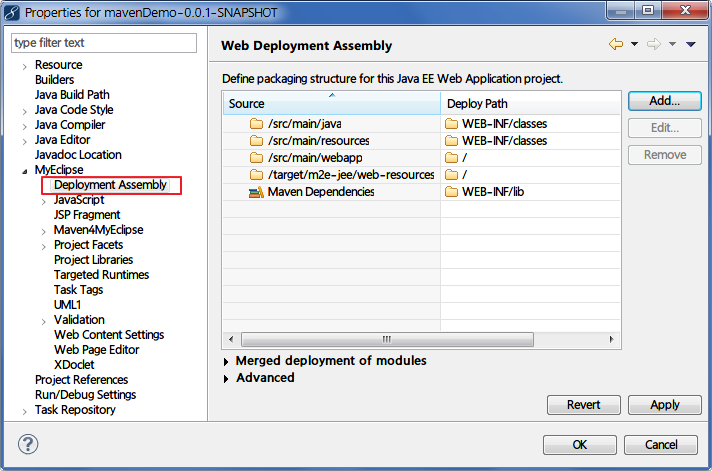 Properties for mavenDemo-0.0.1-SNAPSHOT
type filter text
Resource
Builders
Java Build Path
Java Code Style
Java Compiler
Java Editor
Javadoc Location
MyEclipse
Deployment Assembly
JavaScript
JSP Fragment
Maven4MyEclipse
Project Facets
Project Libraries
Targeted Runtimes
Task Tags
UML1
Validation
Web Content Settings
Web Page Editor
XDoclet
Project References
Run/Debug Settings
Task Repository
Web Deployment Assembly
Define packaging structure for this Java EE Web Application project.
Source Deploy Path
/src/main/java WEB-INF/classes
/src/main/resources WEB-INF/classes
/src/main/webapp /
/target/m2e-jee/web-resources /
Maven Dependencies WEB-INF/lib
Add...
Edit...
Remove
Merged deployment of modules
Advanced
Revert Apply
? OK Cancel